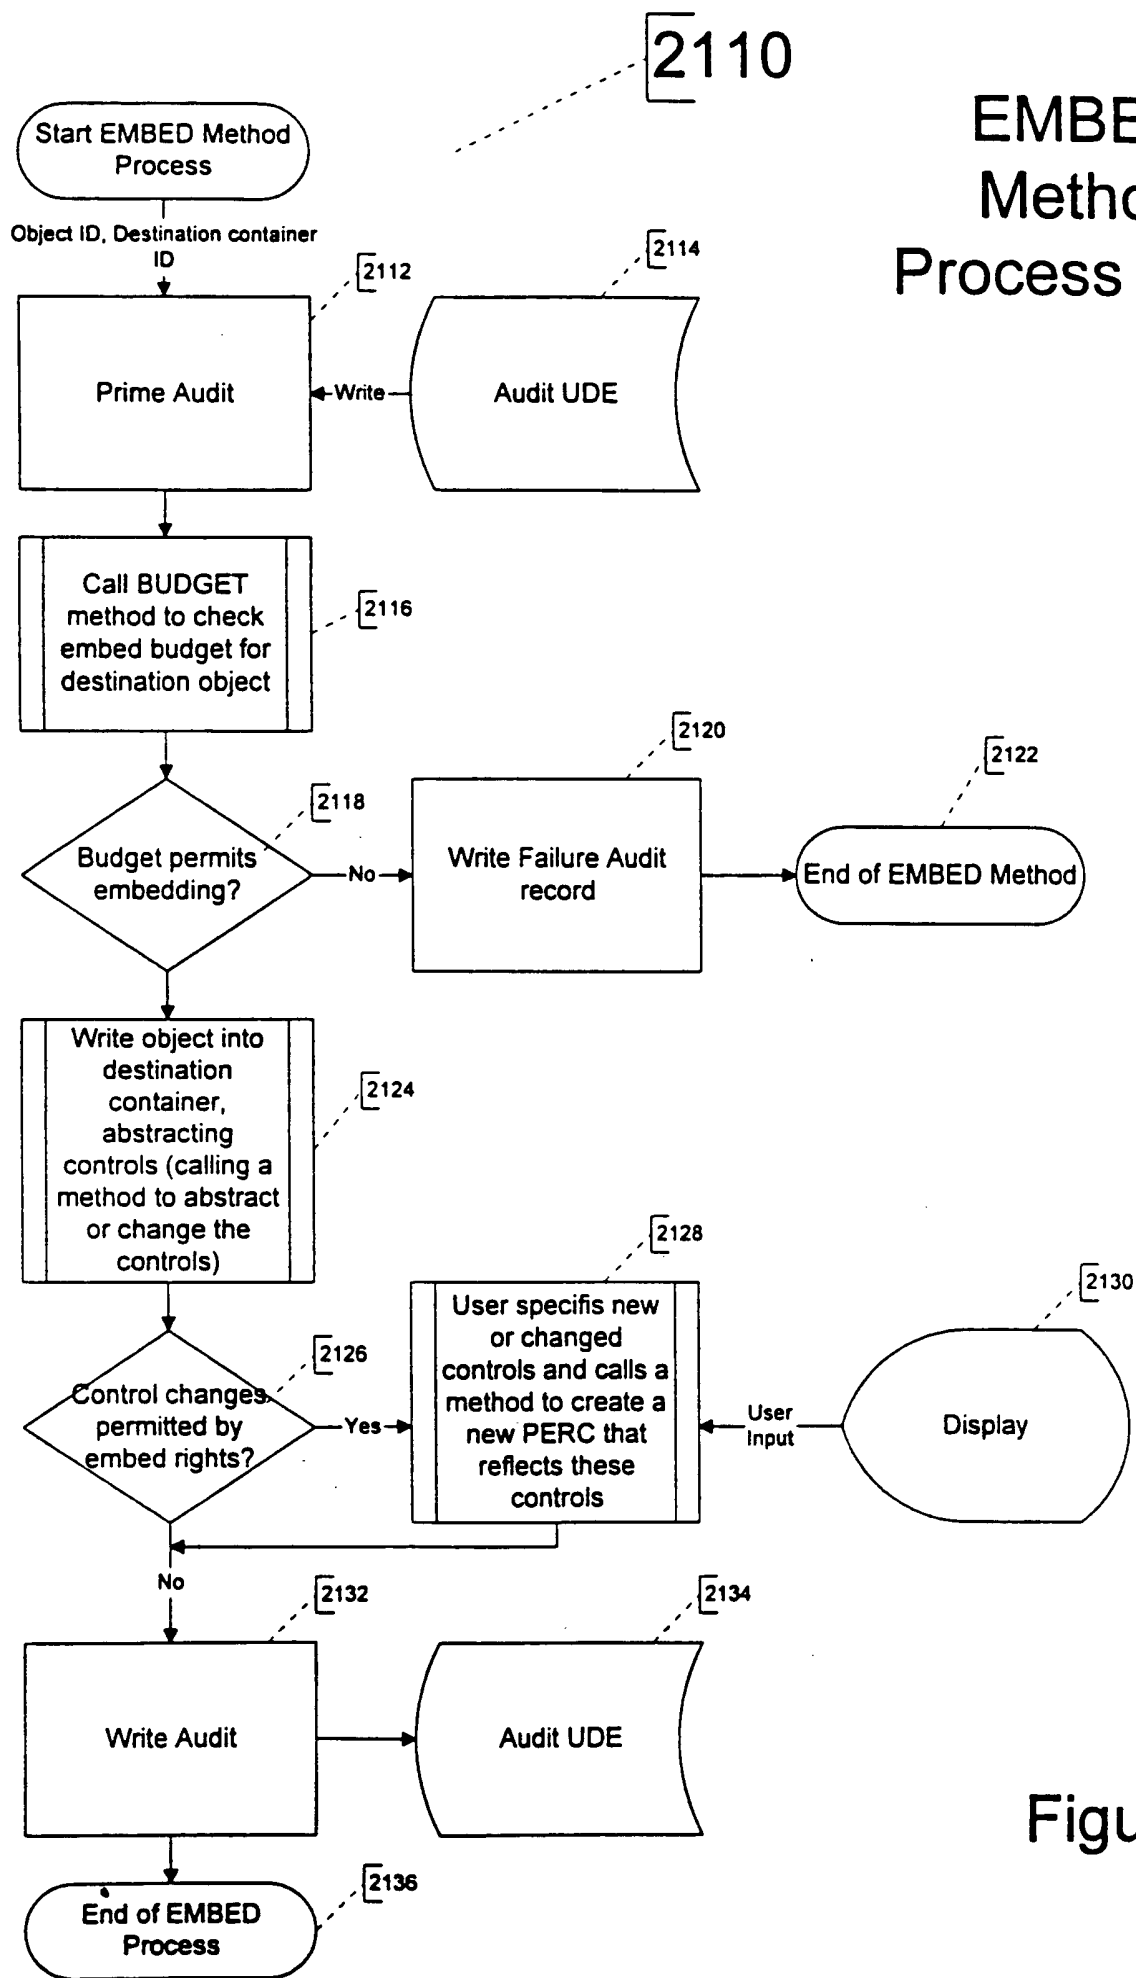 2110
EMBE
Metho
Process
Start EMBED Method
Process
Object ID, Destination container
ID
2112
2114
Prime Audit
Write
Audit UDE
Call BUDGET
method to check
embed budget for
destination object
2116
2118
Budget permits
embedding?
No
2120
Write Failure Audit
record
2122
End of EMBED Method
Write object into
destination
container,
abstracting
controls (calling a
method to abstract
or change the
controls)
2124
2126
Control changes
permitted by
embed rights?
Yes
2128
User specifis new
or changed
controls and calls a
method to create a
new PERC that
reflects these
controls
User
Input
2130
Display
No
2132
2134
Write Audit
Audit UDE
Figu
2136
End of EMBED
Process